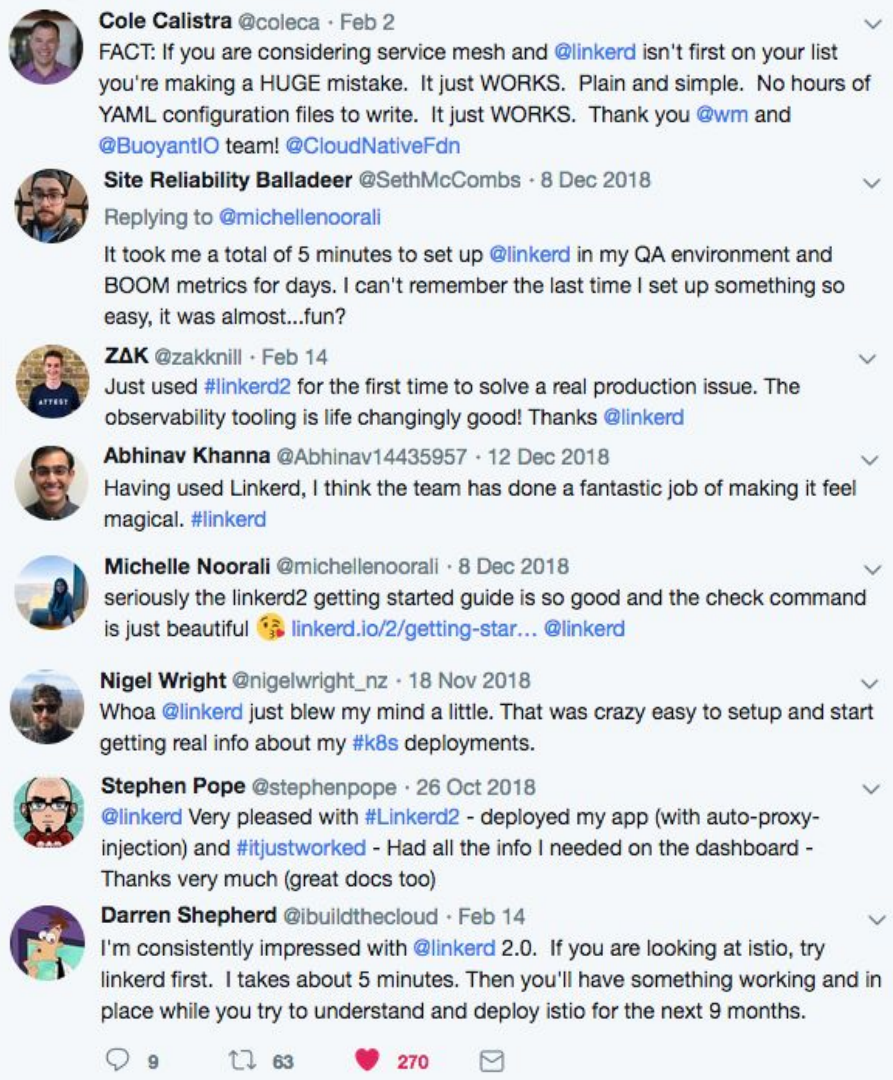 Cole Calistra @coleca · Feb 2
FACT: If you are considering service mesh and @linkerd isn't first on your list
you're making a HUGE mistake. It just WORKS. Plain and simple. No hours of
YAML configuration files to write. It just WORKS. Thank you @wm and
@BuoyantIO team! @CloudNativeFdn
Site Reliability Balladeer @SethMcCombs · 8 Dec 2018
Replying to @michellenoorali
It took me a total of 5 minutes to set up @linkerd in my QA environment and
BOOM metrics for days. I can't remember the last time I set up something so
easy, it was almost...fun?
ZΔK @zakknill · Feb 14
Just used #linkerd2 for the first time to solve a real production issue. The
observability tooling is life changingly good! Thanks @linkerd
ATTEST
Abhinav Khanna @Abhinav14435957 · 12 Dec 2018
Having used Linkerd, I think the team has done a fantastic job of making it feel
magical. #linkerd
Michelle Noorali @michellenoorali · 8 Dec 2018
seriously the linkerd2 getting started guide is so good and the check command
is just beautiful 😘 linkerd.io/2/getting-star... @linkerd
Nigel Wright @nigelwright_nz · 18 Nov 2018
Whoa @linkerd just blew my mind a little. That was crazy easy to setup and start
getting real info about my #k8s deployments.
Stephen Pope @stephenpope · 26 Oct 2018
@linkerd Very pleased with #Linkerd2 - deployed my app (with auto-proxy-
injection) and #itjustworked - Had all the info I needed on the dashboard -
Thanks very much (great docs too)
Darren Shepherd @ibuildthecloud · Feb 14
I'm consistently impressed with @linkerd 2.0. If you are looking at istio, try
linkerd first. I takes about 5 minutes. Then you'll have something working and in
place while you try to understand and deploy istio for the next 9 months.
9 63 270